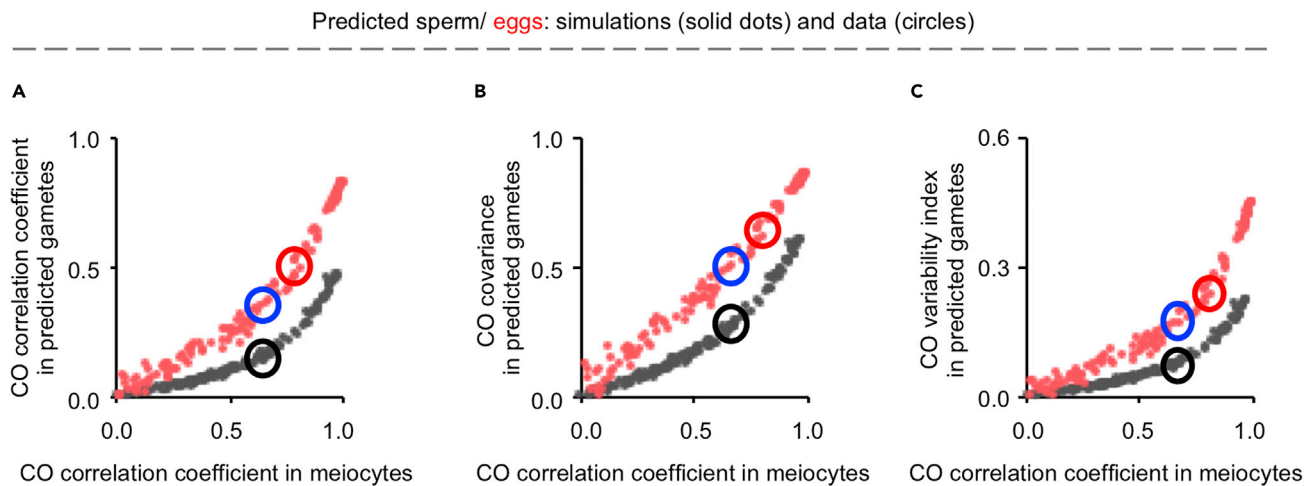 Predicted sperm/ eggs: simulations (solid dots) and data (circles)
A
CO correlation coefficient
in predicted gametes
1.0
0.5
0.0
0.0 0.5 1.0
CO correlation coefficient in meiocytes
B
CO covariance
in predicted gametes
1.0
0.5
0.0
0.0 0.5 1.0
CO correlation coefficient in meiocytes
C
CO variability index
in predicted gametes
0.6
0.3
0.0
0.0 0.5 1.0
CO correlation coefficient in meiocytes